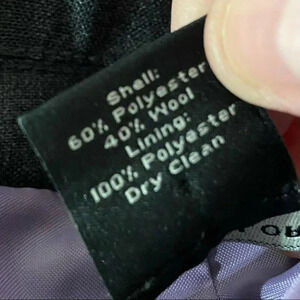 Shell:
60% Polyester
40% Wool
Lining:
100% Polyester
Dry Clean